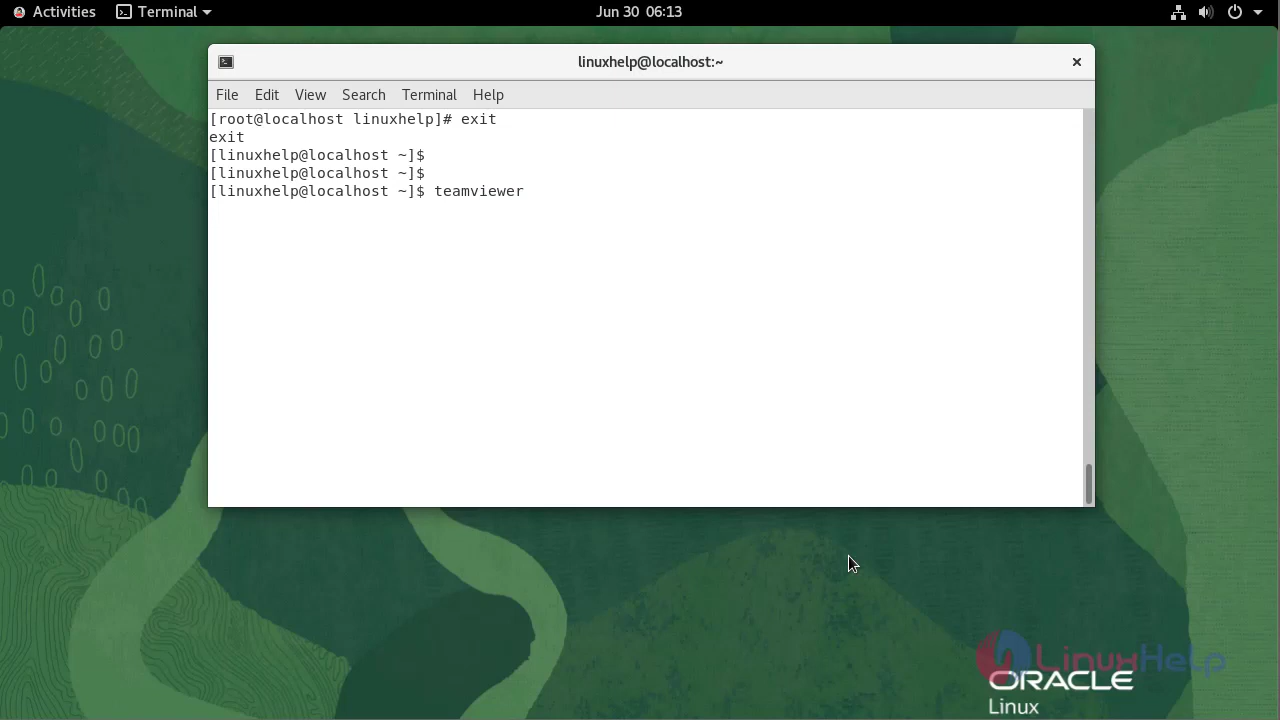 Activities Terminal Jun 30 06:13
linuxhelp@localhost:~
File Edit View Search Terminal Help
[root@localhost linuxhelp]# exit
exit
[linuxhelp@localhost ~]$
[linuxhelp@localhost ~]$
[linuxhelp@localhost ~]$ teamviewer
LinuxHelp
ORACLE
Linux